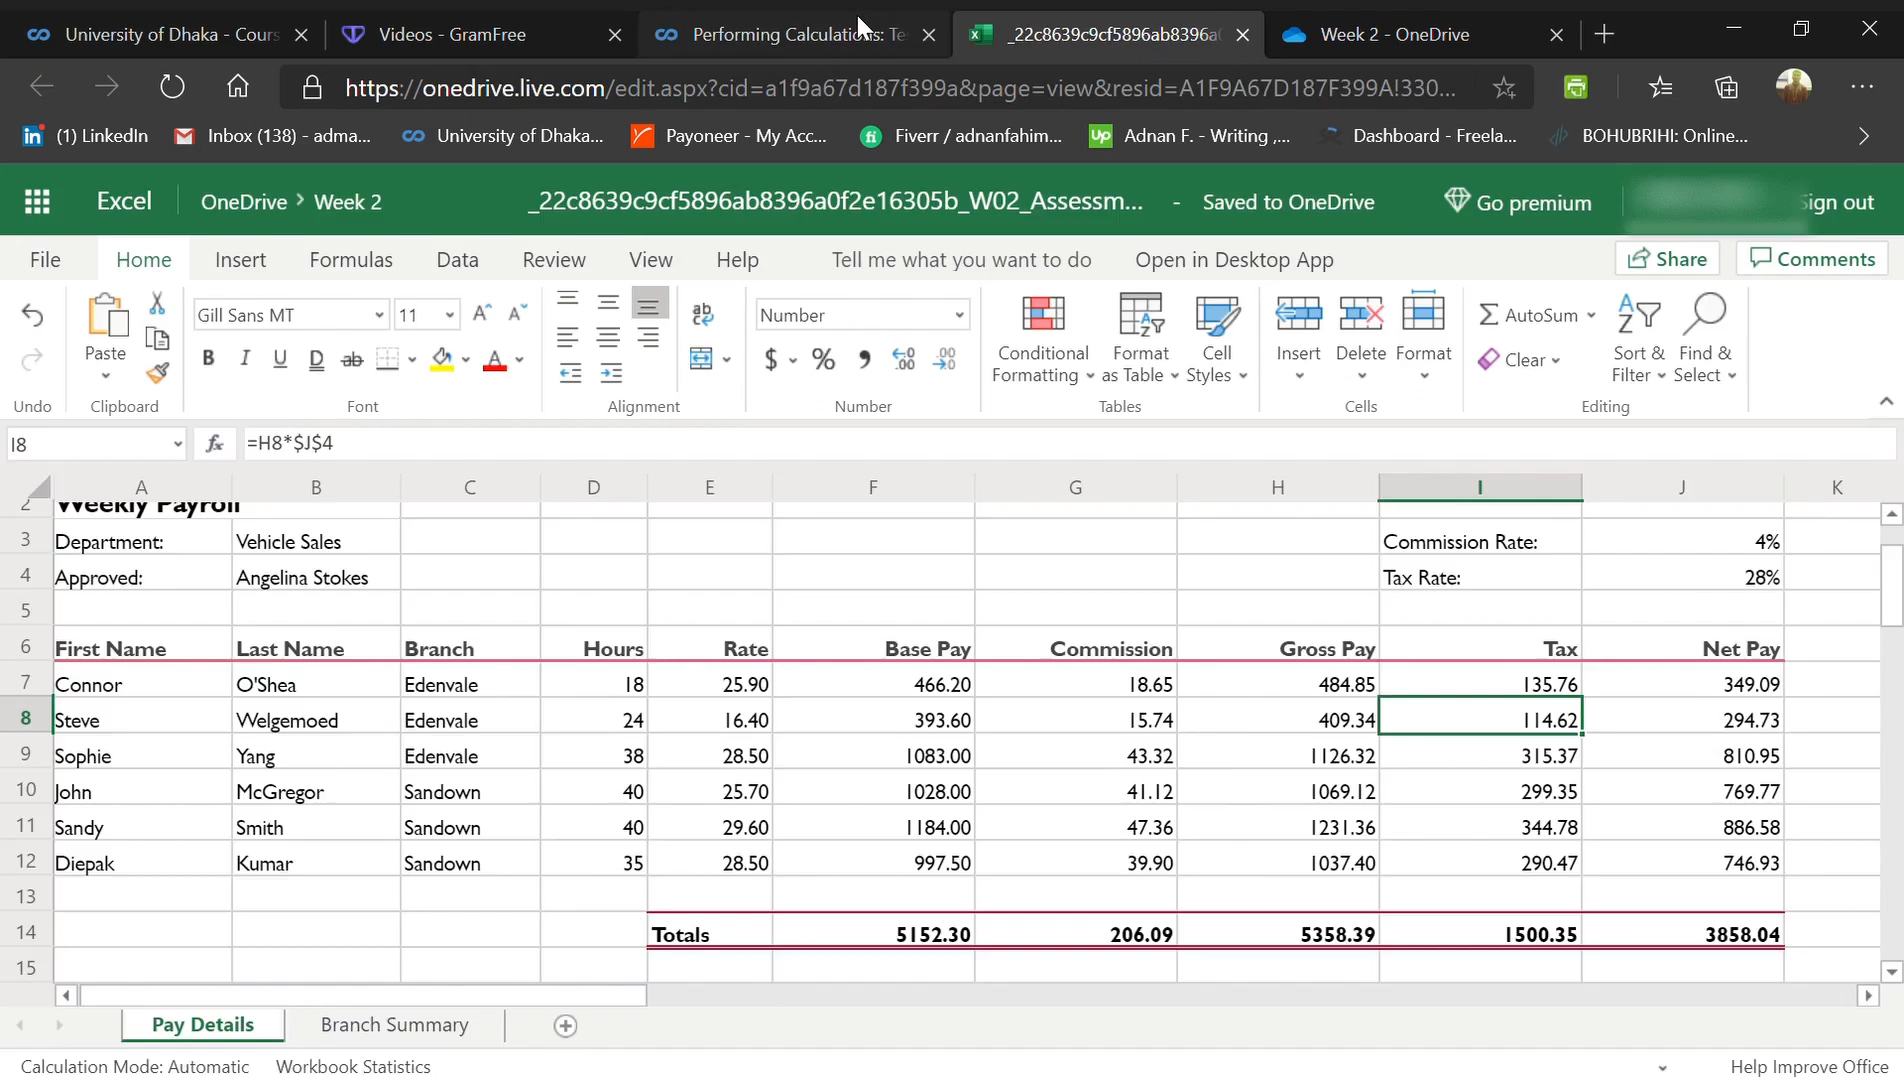 University of Dhaka - Cours
Videos - GramFree
Performing Calculations: Te
_22c8639c9cf5896ab8396a0
Week 2 - OneDrive
https://onedrive.live.com/edit.aspx?cid=a1f9a67d187f399a&page=view&resid=A1F9A67D187F399A!330...
(1) LinkedIn
Inbox (138) - adma...
University of Dhaka...
Payoneer - My Acc...
fi Fiverr / adnanfahim...
Up Adnan F. - Writing ,...
Dashboard - Freela...
BOHUBRIHI: Online...
Excel
OneDrive > Week 2
_22c8639c9cf5896ab8396a0f2e16305b_W02_Assessm... - Saved to OneDrive
Go premium
Sign out
File Home Insert Formulas Data Review View Help Tell me what you want to do Open in Desktop App Share Comments
Gill Sans MT 11 A A ab Number AutoSum
Paste B I U D ab A $ % , Conditional Formatting Format as Table Cell Styles Insert Delete Format Clear Sort & Filter Find & Select
Undo Clipboard Font Alignment Number Tables Cells Editing
I8 fx =H8*$J$4
A B C D E F G H I J K
2 Weekly Payroll
3 Department: Vehicle Sales Commission Rate: 4%
4 Approved: Angelina Stokes Tax Rate: 28%
5
6 First Name Last Name Branch Hours Rate Base Pay Commission Gross Pay Tax Net Pay
7 Connor O'Shea Edenvale 18 25.90 466.20 18.65 484.85 135.76 349.09
8 Steve Welgemoed Edenvale 24 16.40 393.60 15.74 409.34 114.62 294.73
9 Sophie Yang Edenvale 38 28.50 1083.00 43.32 1126.32 315.37 810.95
10 John McGregor Sandown 40 25.70 1028.00 41.12 1069.12 299.35 769.77
11 Sandy Smith Sandown 40 29.60 1184.00 47.36 1231.36 344.78 886.58
12 Diepak Kumar Sandown 35 28.50 997.50 39.90 1037.40 290.47 746.93
13
14 Totals 5152.30 206.09 5358.39 1500.35 3858.04
15
Pay Details Branch Summary
Calculation Mode: Automatic Workbook Statistics Help Improve Office